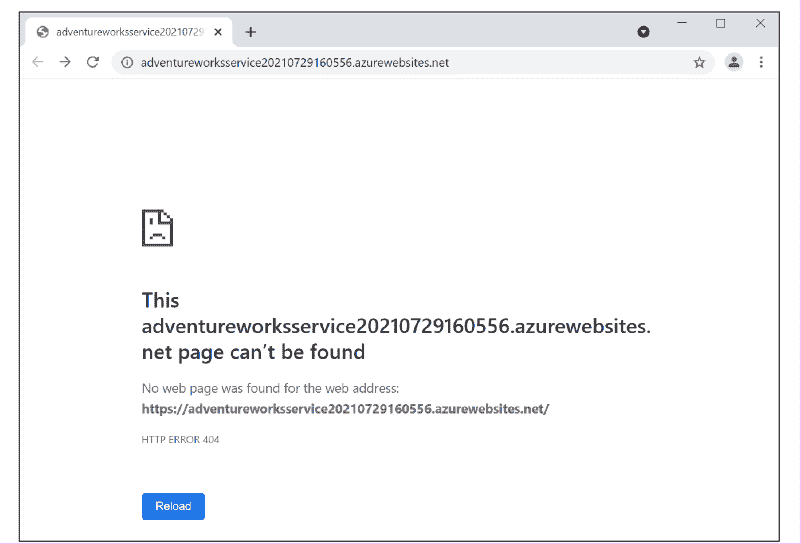 adventureworksservice20210729
adventureworksservice20210729160556.azurewebsites.net
This
adventureworksservice20210729160556.azurewebsites.
net page can't be found
No web page was found for the web address:
https://adventureworksservice20210729160556.azurewebsites.net/
HTTP ERROR 404
Reload